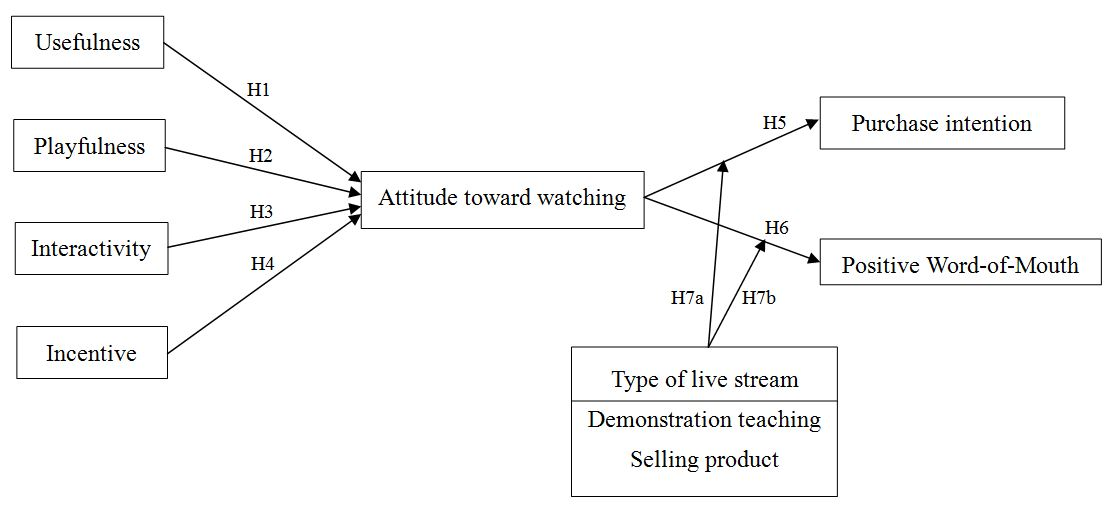 Usefulness
H1
Playfulness
H2
Interactivity
H3
H4
Incentive
Attitude toward watching
H5
Purchase intention
H6
Positive Word-of-Mouth
H7a
H7b
Type of live stream
Demonstration teaching
Selling product